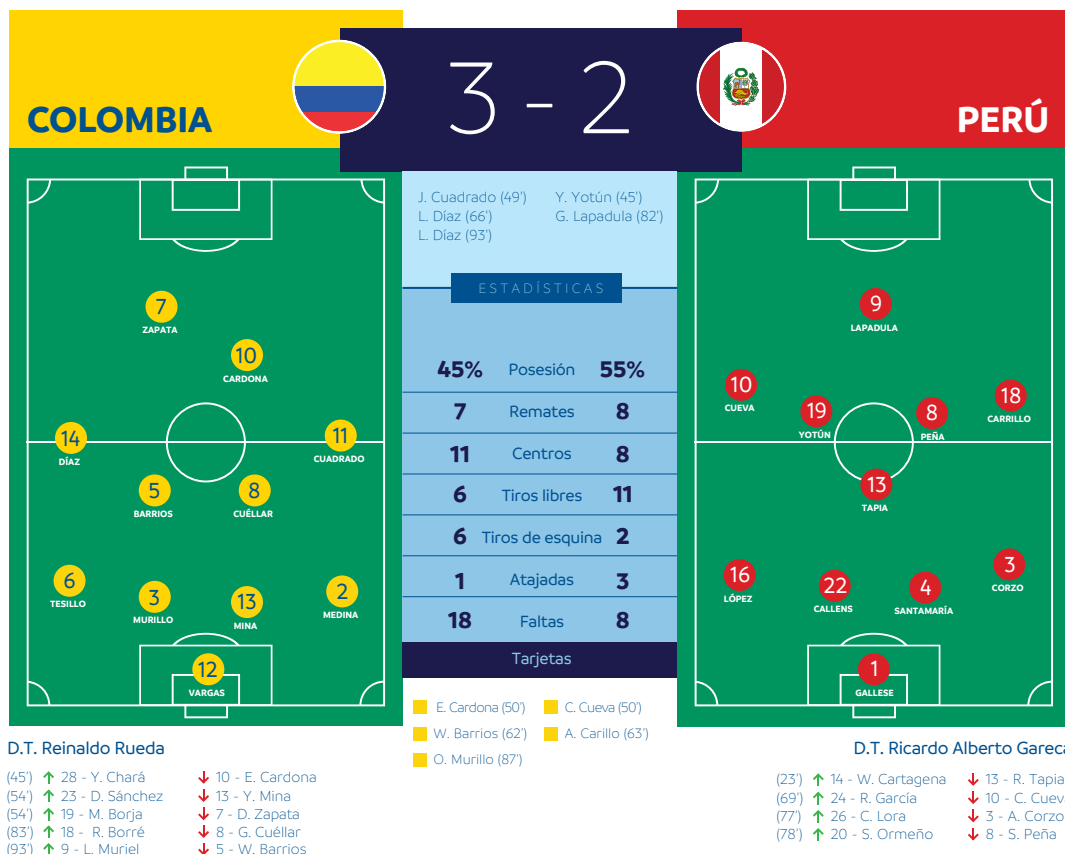 COLOMBIA
3 - 2
PERÚ
J. Cuadrado (49')
L. Díaz (66')
L. Díaz (93')
Y. Yotún (45')
G. Lapadula (82')
ESTADÍSTICAS
45% Posesión 55%
7 Remates 8
11 Centros 8
6 Tiros libres 11
6 Tiros de esquina 2
1 Atajadas 3
18 Faltas 8
Tarjetas
E. Cardona (50')
W. Barrios (62')
O. Murillo (87')
C. Cueva (50')
A. Carillo (63')
7
ZAPATA
10
CARDONA
14
DÍAZ
11
CUADRADO
5
BARRIOS
8
CUÉLLAR
6
TESILLO
3
MURILLO
13
MINA
2
MEDINA
12
VARGAS
9
LAPADULA
10
CUEVA
19
YOTÚN
8
PEÑA
18
CARRILLO
13
TAPIA
16
LÓPEZ
22
CALLENS
4
SANTAMARÍA
3
CORZO
1
GALLESE
D.T. Reinaldo Rueda
(45') ↑ 28 - Y. Chará ↓ 10 - E. Cardona
(54') ↑ 23 - D. Sánchez ↓ 13 - Y. Mina
(54') ↑ 19 - M. Borja ↓ 7 - D. Zapata
(83') ↑ 18 - R. Borré ↓ 8 - G. Cuéllar
(93') ↑ 9 - L. Muriel ↓ 5 - W. Barrios
D.T. Ricardo Alberto Gareca
(23') ↑ 14 - W. Cartagena ↓ 13 - R. Tapia
(69') ↑ 24 - R. García ↓ 10 - C. Cueva
(77') ↑ 26 - C. Lora ↓ 3 - A. Corzo
(78') ↑ 20 - S. Ormeño ↓ 8 - S. Peña